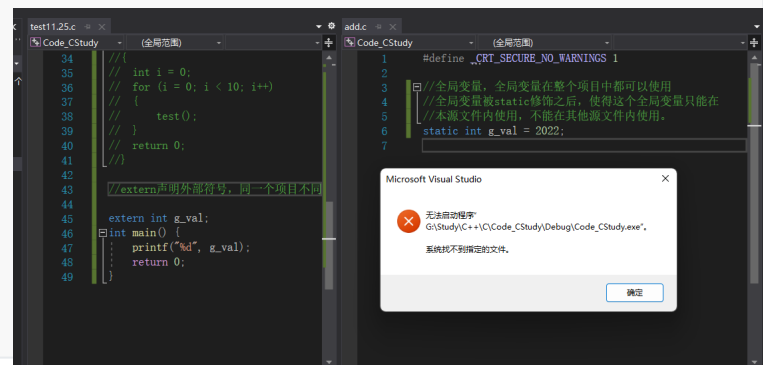 test11.25.c
Code_CStudy
(全局范围)
34 //{
35 // int i = 0;
36 // for (i = 0; i < 10; i++)
37 // {
38 // test();
39 // }
40 // return 0;
41 //}
42
43 //extern声明外部符号，同一个项目不同
44
45 extern int g_val;
46 int main() {
47 printf("%d", g_val);
48 return 0;
49 }
add.c
Code_CStudy
(全局范围)
1 #define _CRT_SECURE_NO_WARNINGS 1
2
3 //全局变量，全局变量在整个项目中都可以使用
4 //全局变量被static修饰之后，使得这个全局变量只能在
5 //本源文件内使用，不能在其他源文件内使用。
6 static int g_val = 2022;
7
Microsoft Visual Studio
无法启动程序"
G:\Study\C++\C\Code_CStudy\Debug\Code_CStudy.exe"。
系统找不到指定的文件。
确定